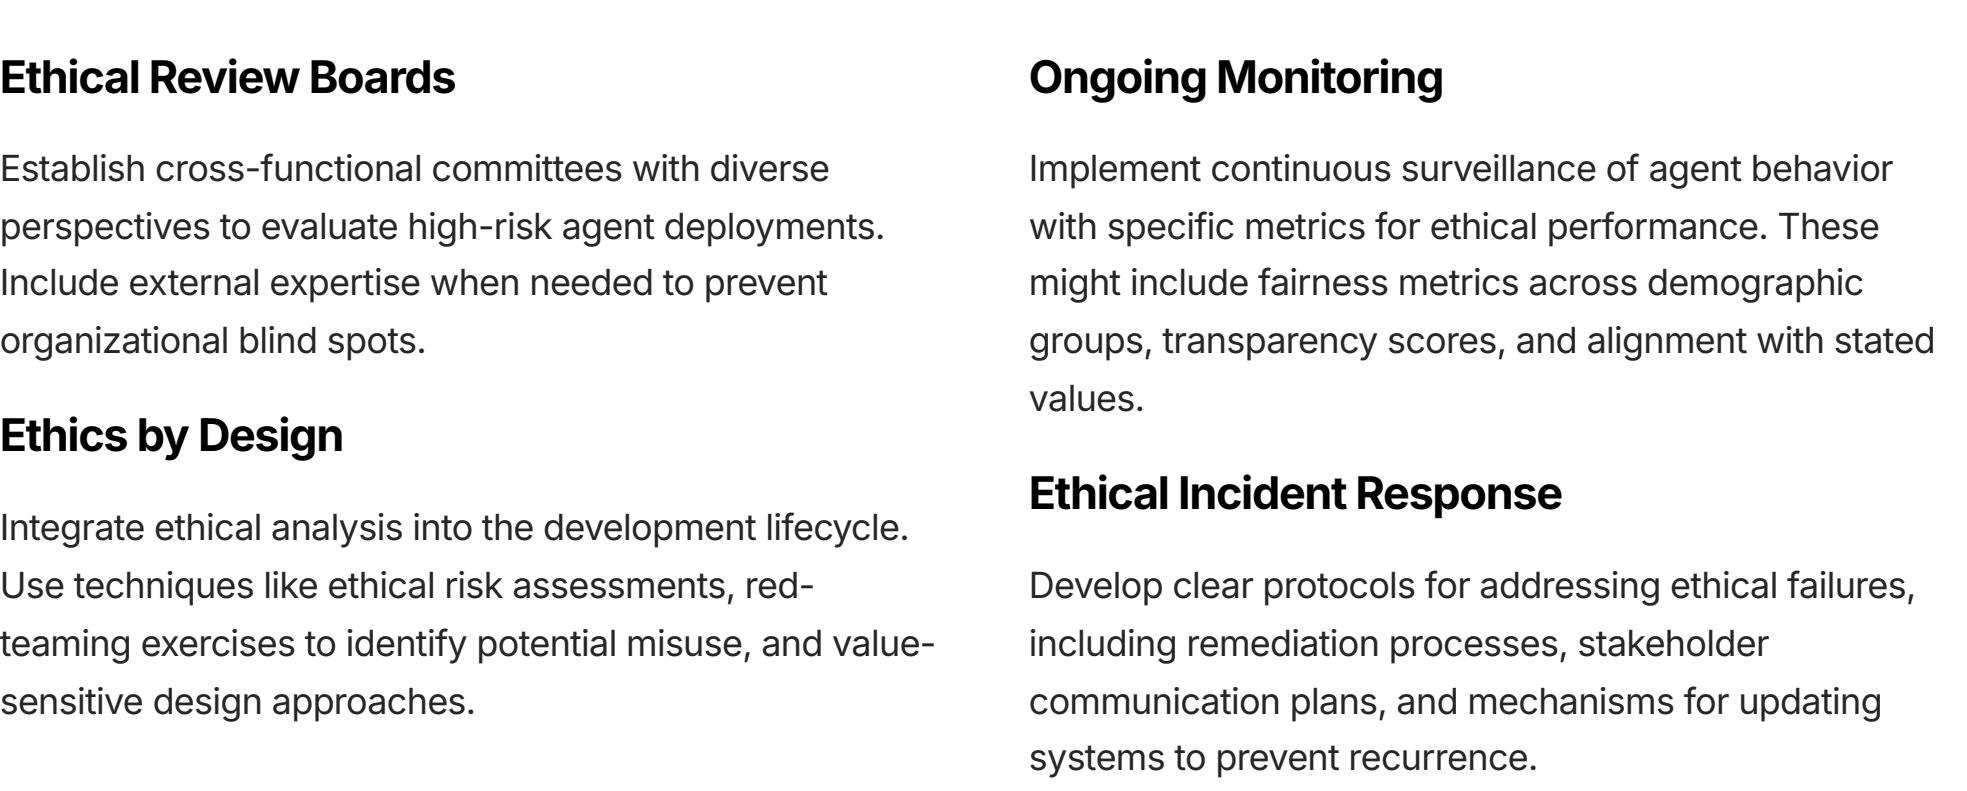 Ethical Review Boards
Establish cross-functional committees with diverse
perspectives to evaluate high-risk agent deployments.
Include external expertise when needed to prevent
organizational blind spots.
Ethics by Design
Integrate ethical analysis into the development lifecycle.
Use techniques like ethical risk assessments, red-
teaming exercises to identify potential misuse, and value-
sensitive design approaches.
Ongoing Monitoring
Implement continuous surveillance of agent behavior
with specific metrics for ethical performance. These
might include fairness metrics across demographic
groups, transparency scores, and alignment with stated
values.
Ethical Incident Response
Develop clear protocols for addressing ethical failures,
including remediation processes, stakeholder
communication plans, and mechanisms for updating
systems to prevent recurrence.